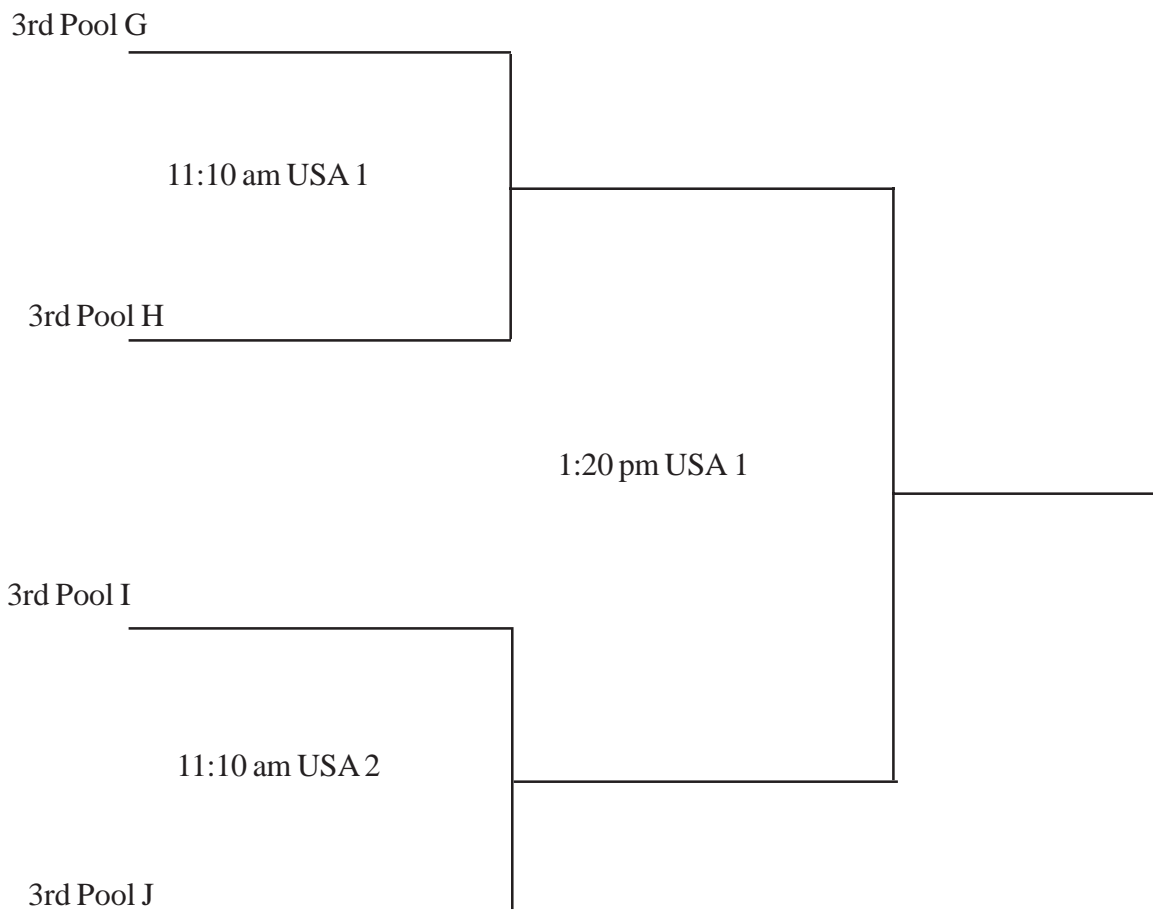 3rd Pool G
11:10 am USA 1
3rd Pool H
1:20 pm USA 1
3rd Pool I
11:10 am USA 2
3rd Pool J